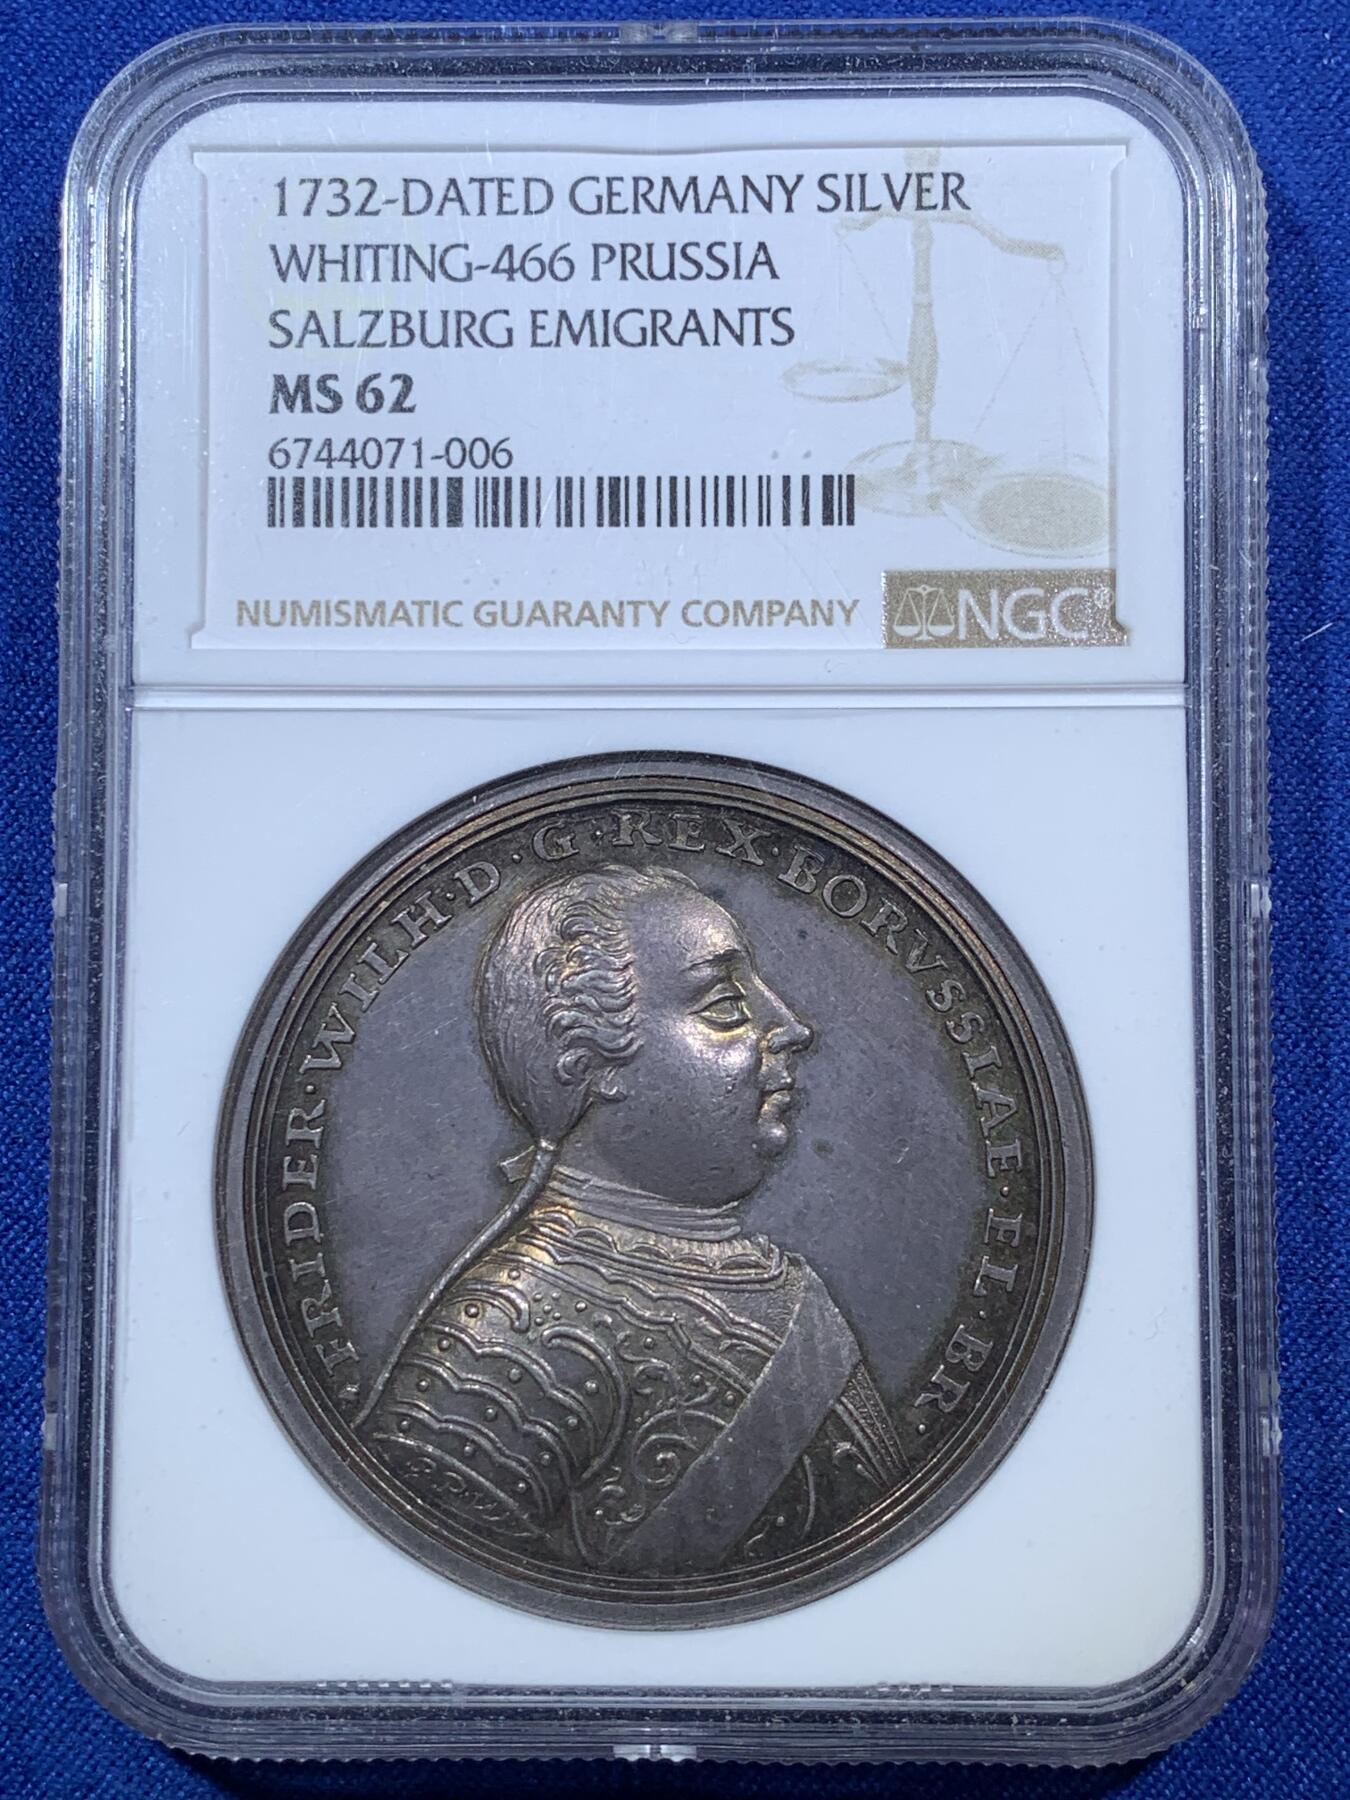 1732-DATED GERMANY SILVER
WHITING-466 PRUSSIA
SALZBURG EMIGRANTS
MS 62
6744071-006
NUMISMATIC GUARANTY COMPANY
NGC®
FRIDER·WILH·D·G·REX·BORVSSIAE·EL·BR·